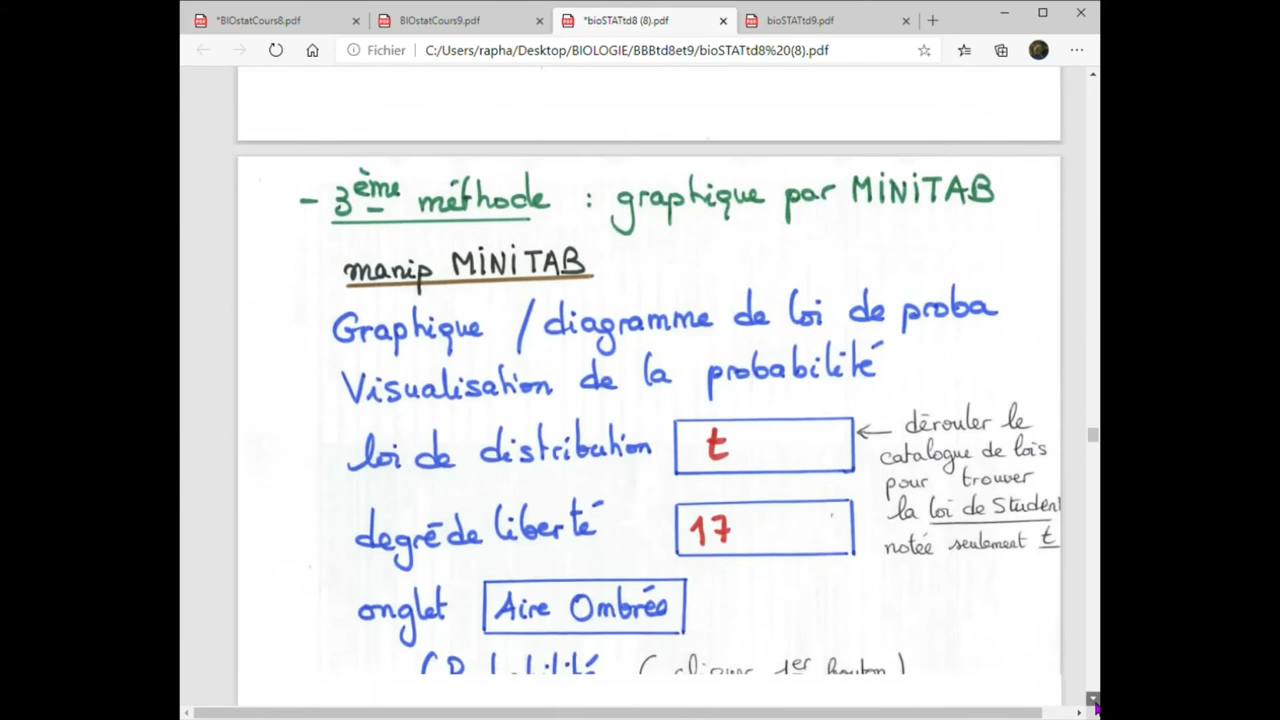 *BIOstatCours8.pdf
BIOstatCours9.pdf
*bioSTATtd8 (8).pdf
bioSTATtd9.pdf
Fichier
C:/Users/rapha/Desktop/BIOLOGIE/BBBtd8et9/bioSTATtd8%20(8).pdf
- 3ème méthode : graphique par MINITAB
manip MINITAB
Graphique / diagramme de loi de proba
Visualisation de la probabilité
loi de distribution t
← dérouler le
catalogue de lois
pour trouver
la loi de Student
notée seulement t
degré de liberté 17
onglet Aire Ombrée